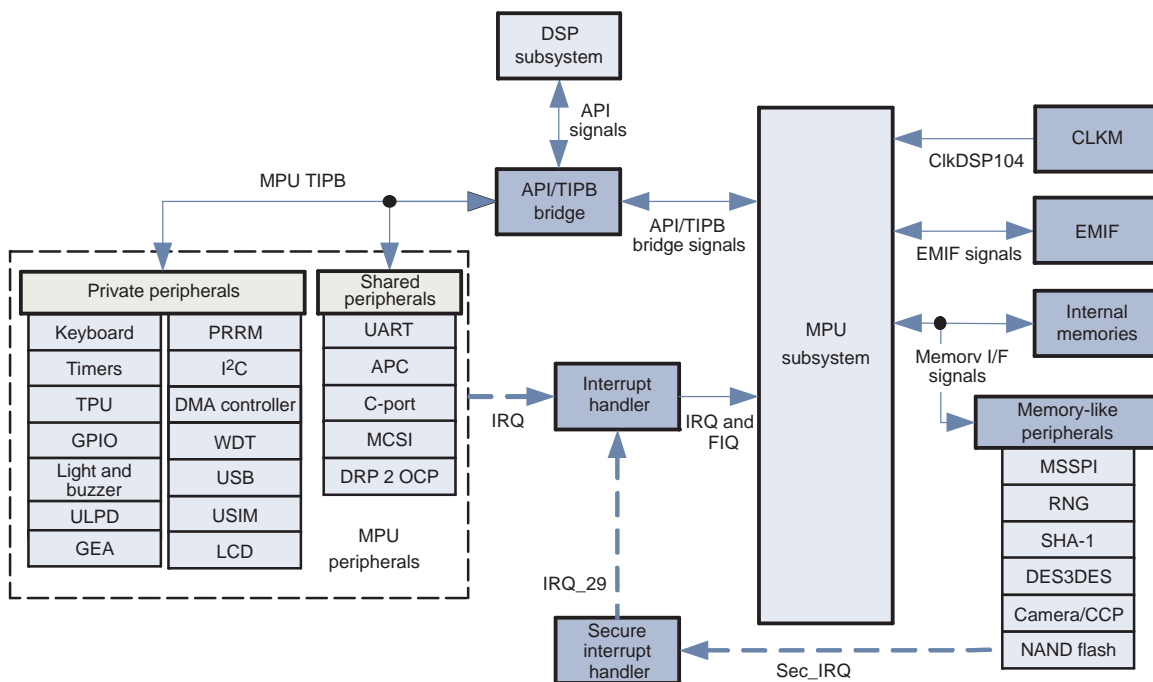 DSP
subsystem
API
signals
MPU TIPB
API/TIPB
bridge
API/TIPB
bridge signals
CLKM
ClkDSP104
EMIF
EMIF signals
Internal
memories
Memory I/F
signals
MPU
subsystem
Private peripherals
Keyboard
Timers
TPU
GPIO
Light and
buzzer
ULPD
GEA
PRRM
I²C
DMA controller
WDT
USB
USIM
LCD
Shared
peripherals
UART
APC
C-port
MCSI
DRP 2 OCP
MPU
peripherals
IRQ
Interrupt
handler
IRQ and
FIQ
Memory-like
peripherals
MSSPI
RNG
SHA-1
DES3DES
Camera/CCP
NAND flash
IRQ_29
Secure
interrupt
handler
Sec_IRQ